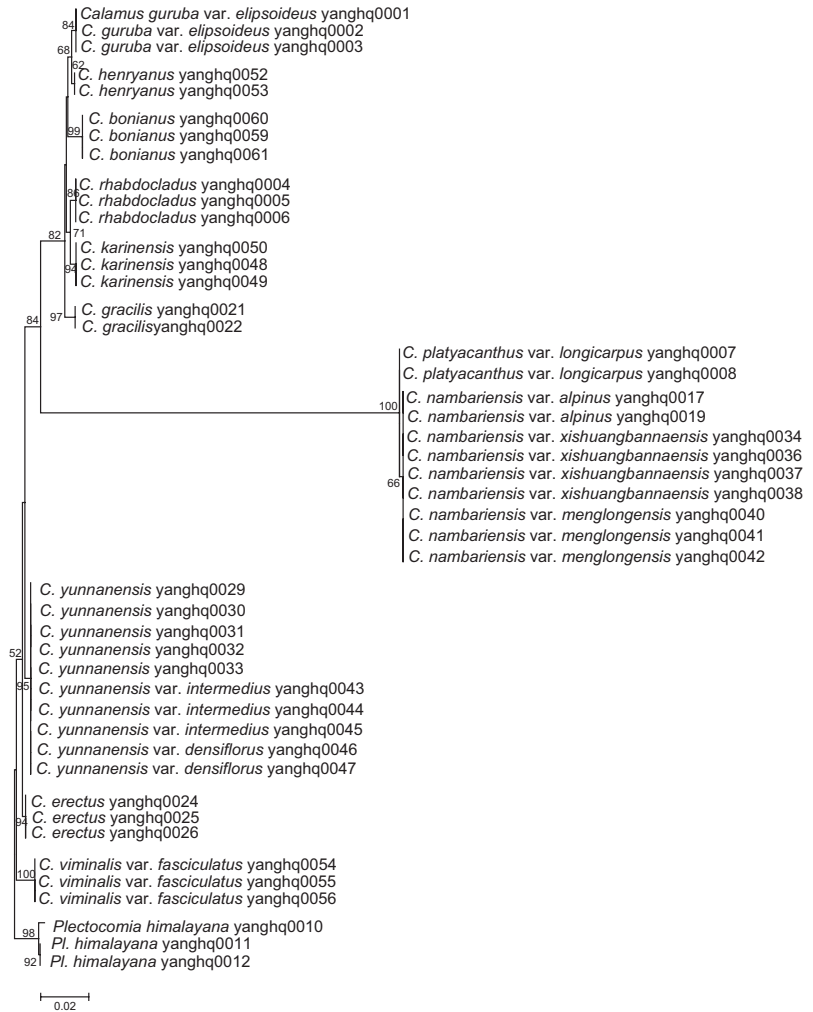 84
Calamus guruba var. elipsoideus yanghq0001
C. guruba var. elipsoideus yanghq0002
C. guruba var. elipsoideus yanghq0003
68
62
C. henryanus yanghq0052
C. henryanus yanghq0053
99
C. bonianus yanghq0060
C. bonianus yanghq0059
C. bonianus yanghq0061
86
C. rhabdocladus yanghq0004
C. rhabdocladus yanghq0005
C. rhabdocladus yanghq0006
82
71
C. karinensis yanghq0050
C. karinensis yanghq0048
94
C. karinensis yanghq0049
C. gracilis yanghq0021
97
C. gracilisyanghq0022
84
C. platyacanthus var. longicarpus yanghq0007
C. platyacanthus var. longicarpus yanghq0008
100
C. nambariensis var. alpinus yanghq0017
C. nambariensis var. alpinus yanghq0019
C. nambariensis var. xishuangbannaensis yanghq0034
C. nambariensis var. xishuangbannaensis yanghq0036
C. nambariensis var. xishuangbannaensis yanghq0037
66
C. nambariensis var. xishuangbannaensis yanghq0038
C. nambariensis var. menglongensis yanghq0040
C. nambariensis var. menglongensis yanghq0041
C. nambariensis var. menglongensis yanghq0042
C. yunnanensis yanghq0029
C. yunnanensis yanghq0030
C. yunnanensis yanghq0031
C. yunnanensis yanghq0032
52
C. yunnanensis yanghq0033
95
C. yunnanensis var. intermedius yanghq0043
C. yunnanensis var. intermedius yanghq0044
C. yunnanensis var. intermedius yanghq0045
C. yunnanensis var. densiflorus yanghq0046
C. yunnanensis var. densiflorus yanghq0047
C. erectus yanghq0024
94
C. erectus yanghq0025
C. erectus yanghq0026
C. viminalis var. fasciculatus yanghq0054
100
C. viminalis var. fasciculatus yanghq0055
C. viminalis var. fasciculatus yanghq0056
Plectocomia himalayana yanghq0010
98
Pl. himalayana yanghq0011
92
Pl. himalayana yanghq0012
0.02